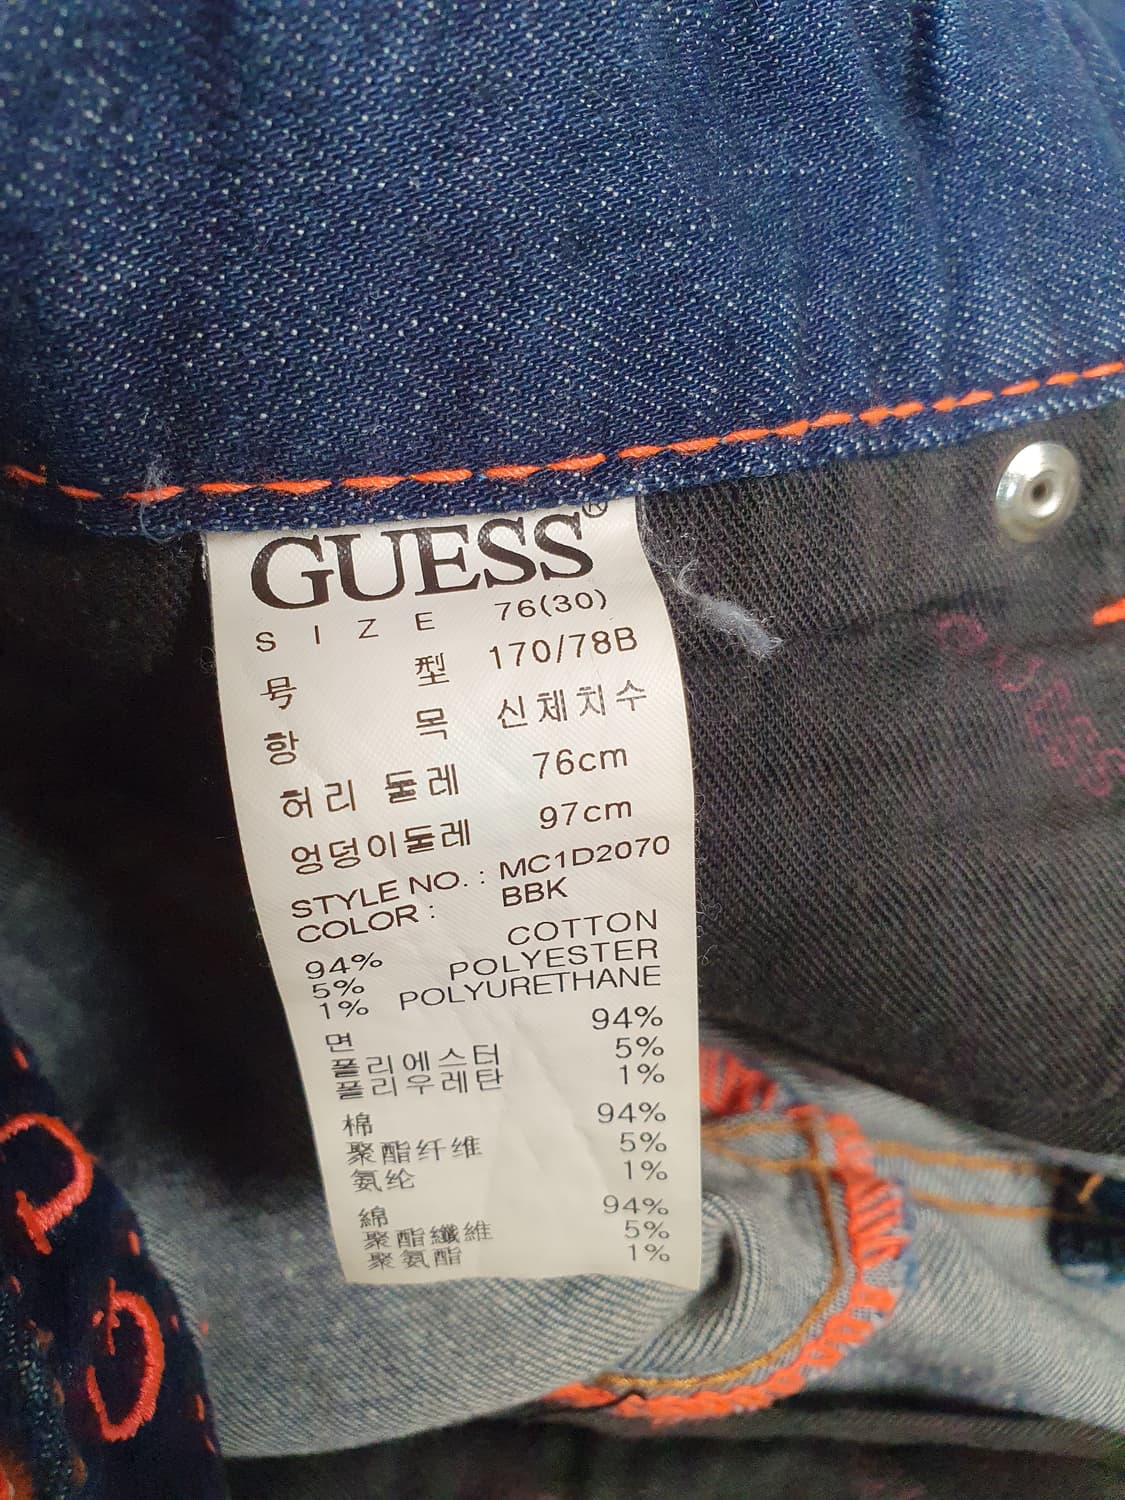 GUESS®
SIZE 76(30)
号型 170/78B
항목 신체치수
허리 둘레 76cm
엉덩이둘레 97cm
STYLE NO. : MC1D2070
COLOR : BBK
94% COTTON
5% POLYESTER
1% POLYURETHANE
면 94%
폴리에스터 5%
폴리우레탄 1%
棉 94%
聚酯纤维 5%
氨纶 1%
綿 94%
聚酯纖維 5%
聚氨酯 1%
GUESS